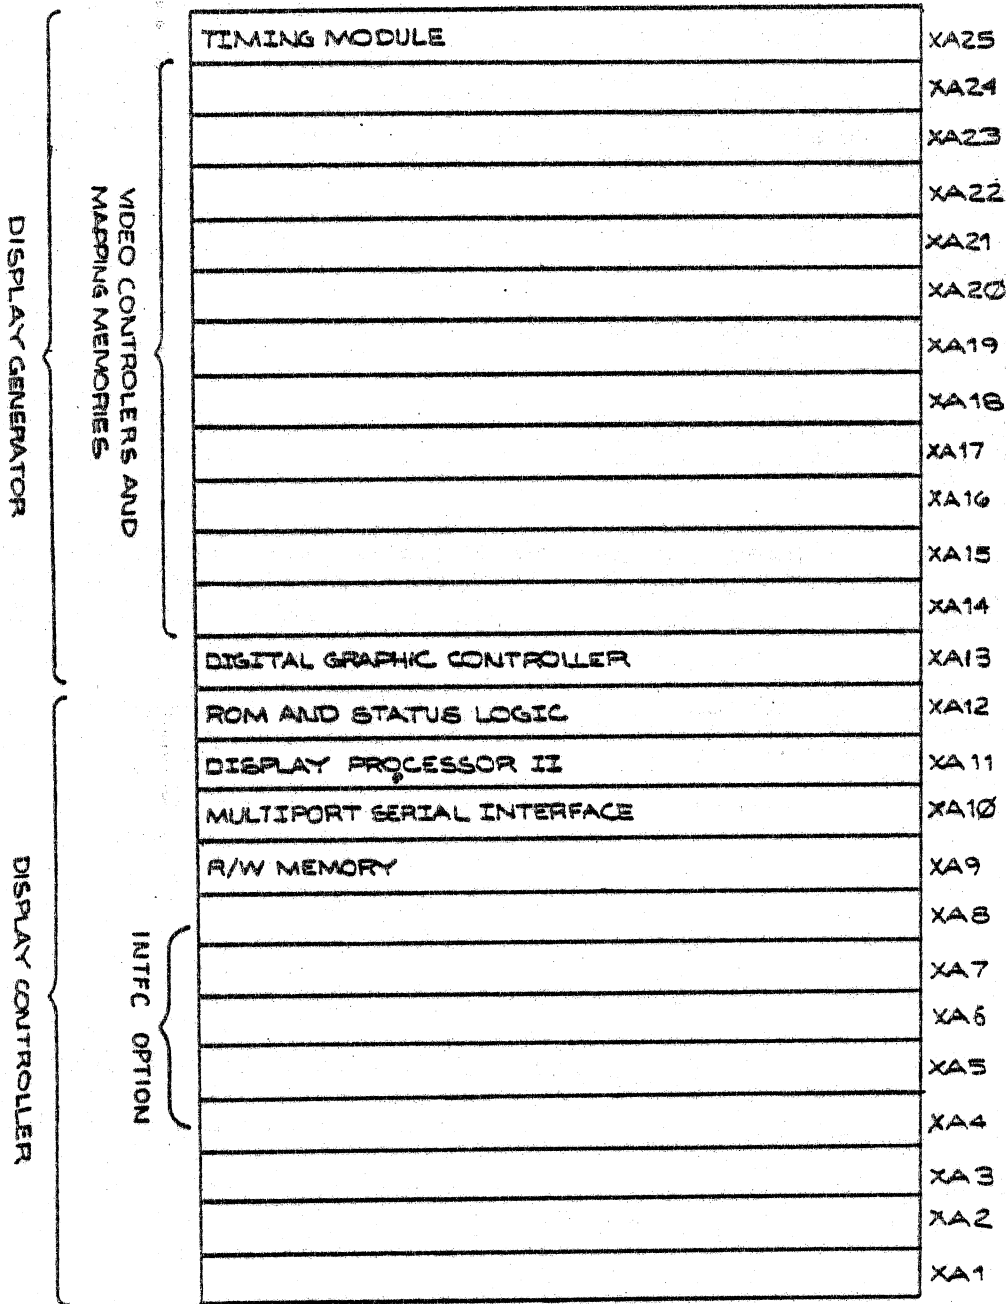 TIMING MODULE XA25
XA24
XA23
XA22
XA21
XA2Ø
XA19
XA18
XA17
XA16
XA15
XA14
DIGITAL GRAPHIC CONTROLLER XA13
ROM AND STATUS LOGIC XA12
DISPLAY PROCESSOR II XA11
MULTIPORT SERIAL INTERFACE XA1Ø
R/W MEMORY XA9
XA8
XA7
XA6
XA5
XA4
XA3
XA2
XA1
VIDEO CONTROLERS AND
MAPPING MEMORIES
DISPLAY GENERATOR
INTFC OPTION
DISPLAY CONTROLLER